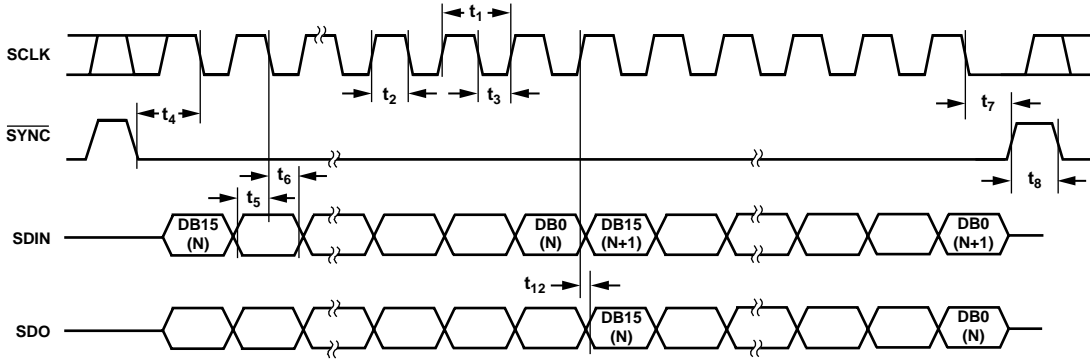 t1
SCLK
t2
t3
t4
t7
SYNC
t6
t5
t8
SDIN
DB15
(N)
DB0
(N)
DB15
(N+1)
DB0
(N+1)
t12
SDO
DB15
(N)
DB0
(N)